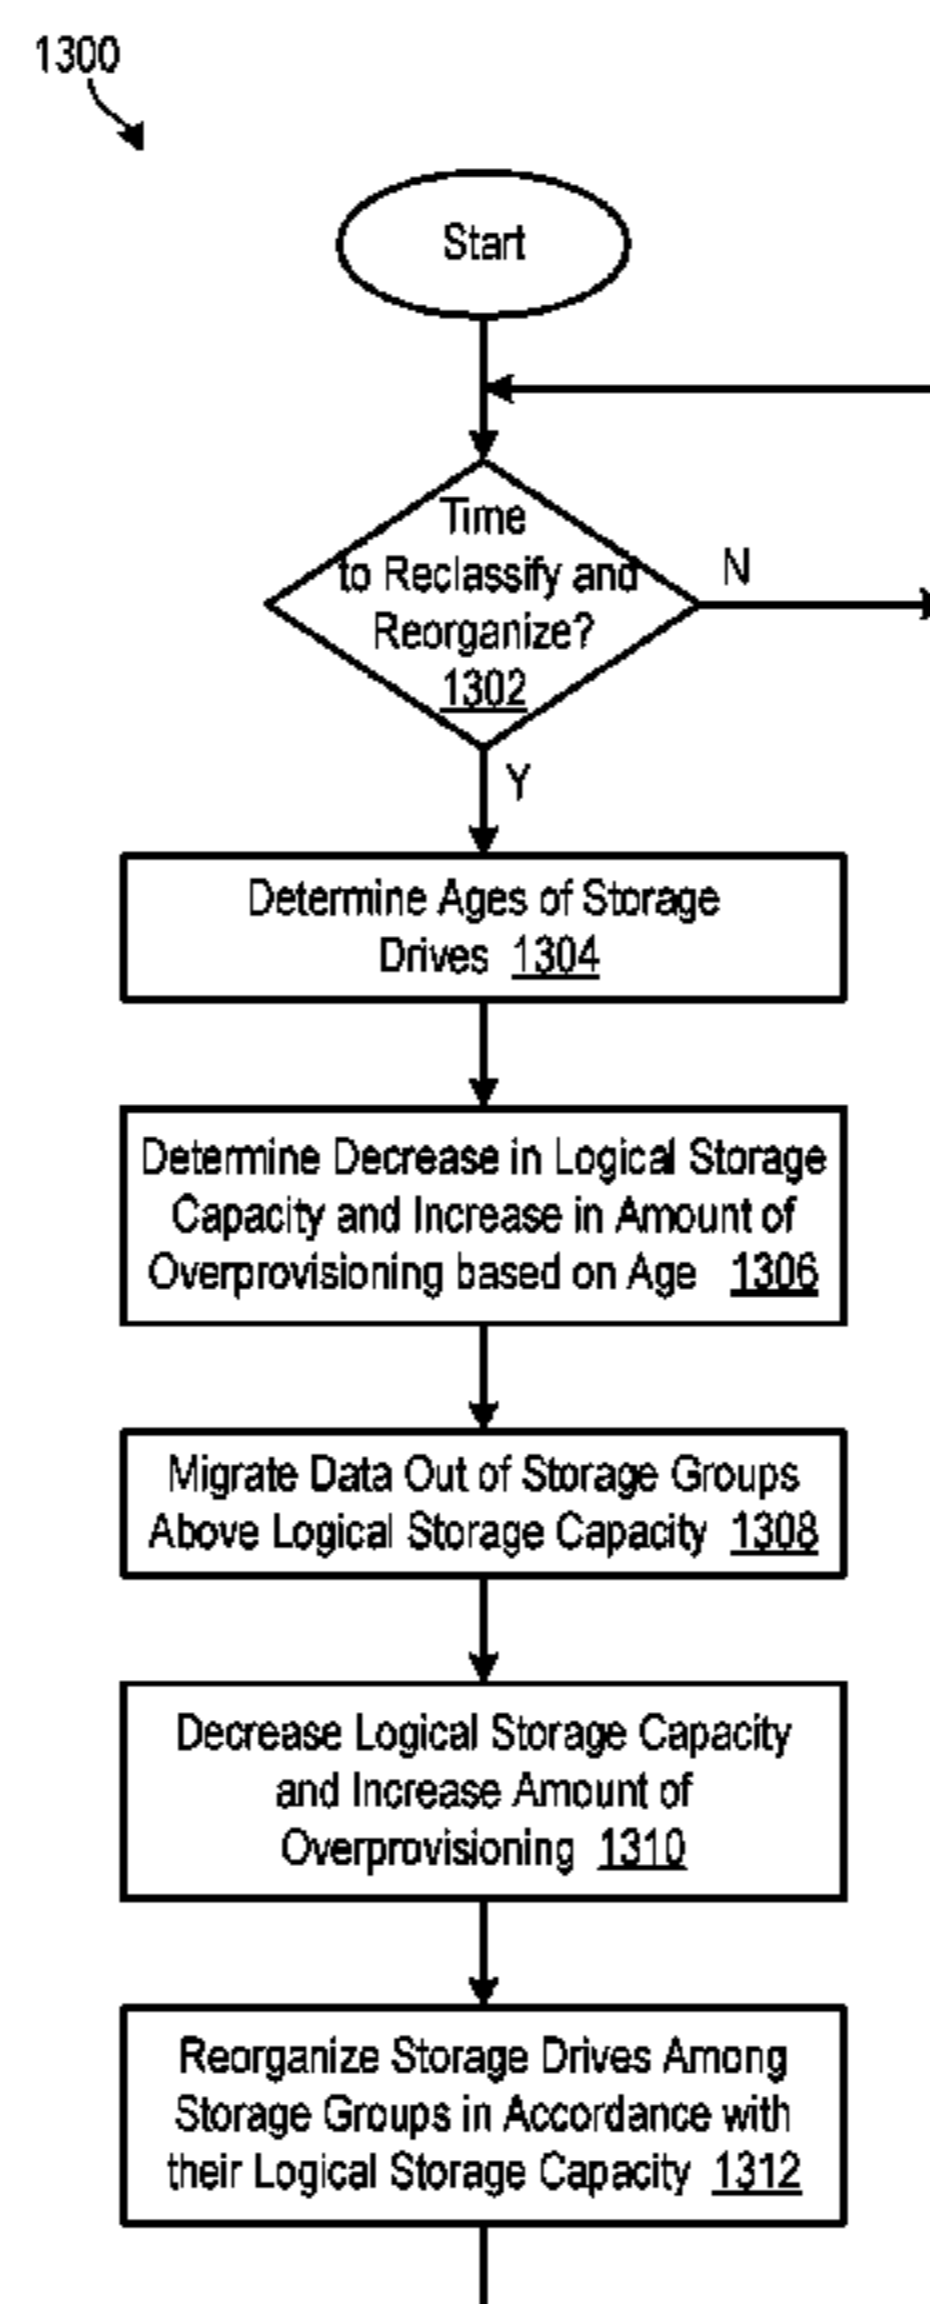 1300
Start
Time
to Reclassify and
Reorganize?
1302
N
Y
Determine Ages of Storage
Drives 1304
Determine Decrease in Logical Storage
Capacity and Increase in Amount of
Overprovisioning based on Age 1306
Migrate Data Out of Storage Groups
Above Logical Storage Capacity 1308
Decrease Logical Storage Capacity
and Increase Amount of
Overprovisioning 1310
Reorganize Storage Drives Among
Storage Groups in Accordance with
their Logical Storage Capacity 1312